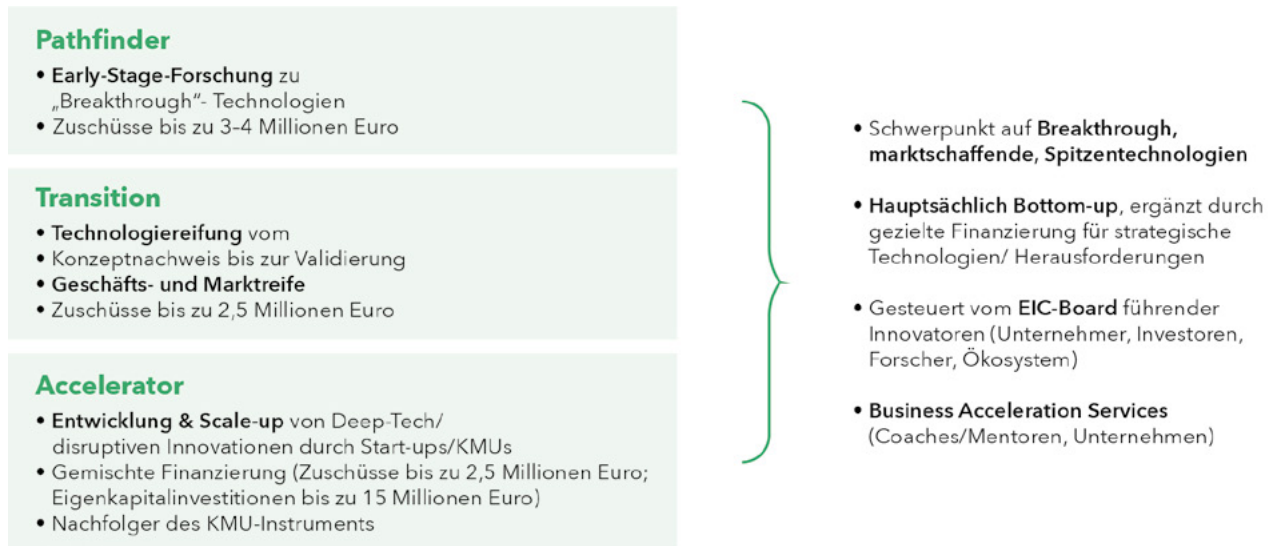 Pathfinder
• Early-Stage-Forschung zu
„Breakthrough“- Technologien
• Zuschüsse bis zu 3–4 Millionen Euro
Transition
• Technologiereifung vom
• Konzeptnachweis bis zur Validierung
• Geschäfts- und Marktreife
• Zuschüsse bis zu 2,5 Millionen Euro
Accelerator
• Entwicklung & Scale-up von Deep-Tech/
disruptiven Innovationen durch Start-ups/KMUs
• Gemischte Finanzierung (Zuschüsse bis zu 2,5 Millionen Euro;
Eigenkapitalinvestitionen bis zu 15 Millionen Euro)
• Nachfolger des KMU-Instruments
• Schwerpunkt auf Breakthrough,
marktschaffende, Spitzentechnologien
• Hauptsächlich Bottom-up, ergänzt durch
gezielte Finanzierung für strategische
Technologien/ Herausforderungen
• Gesteuert vom EIC-Board führender
Innovatoren (Unternehmer, Investoren,
Forscher, Ökosystem)
• Business Acceleration Services
(Coaches/Mentoren, Unternehmen)